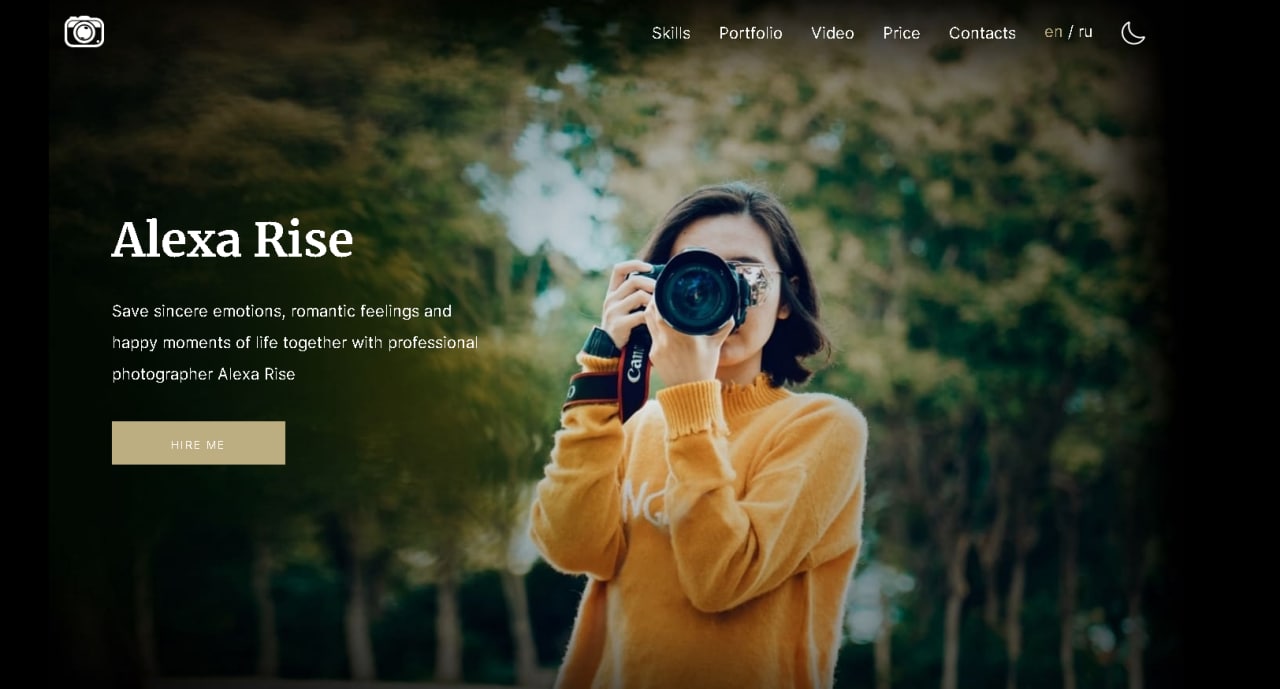 Skills Portfolio Video Price Contacts en / ru
Alexa Rise
Save sincere emotions, romantic feelings and
happy moments of life together with professional
photographer Alexa Rise
HIRE ME